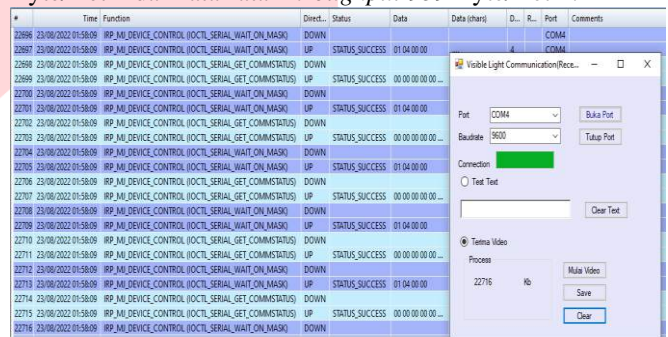 # Time Function Direct... Status Data Data (chars) D... R... Port Comments
22696 23/08/2022 01:58:09 IRP_MJ_DEVICE_CONTROL (IOCTL_SERIAL_WAIT_ON_MASK) DOWN COM4
22697 23/08/2022 01:58:09 IRP_MJ_DEVICE_CONTROL (IOCTL_SERIAL_WAIT_ON_MASK) UP STATUS_SUCCESS 01 04 00 00 .... 4 COM4
22698 23/08/2022 01:58:09 IRP_MJ_DEVICE_CONTROL (IOCTL_SERIAL_GET_COMMSTATUS) DOWN
22699 23/08/2022 01:58:09 IRP_MJ_DEVICE_CONTROL (IOCTL_SERIAL_GET_COMMSTATUS) UP STATUS_SUCCESS 00 00 00 00 00 ...
22700 23/08/2022 01:58:09 IRP_MJ_DEVICE_CONTROL (IOCTL_SERIAL_WAIT_ON_MASK) DOWN
22701 23/08/2022 01:58:09 IRP_MJ_DEVICE_CONTROL (IOCTL_SERIAL_WAIT_ON_MASK) UP STATUS_SUCCESS 01 04 00 00
22702 23/08/2022 01:58:09 IRP_MJ_DEVICE_CONTROL (IOCTL_SERIAL_GET_COMMSTATUS) DOWN
22703 23/08/2022 01:58:09 IRP_MJ_DEVICE_CONTROL (IOCTL_SERIAL_GET_COMMSTATUS) UP STATUS_SUCCESS 00 00 00 00 00 ...
22704 23/08/2022 01:58:09 IRP_MJ_DEVICE_CONTROL (IOCTL_SERIAL_WAIT_ON_MASK) DOWN
22705 23/08/2022 01:58:09 IRP_MJ_DEVICE_CONTROL (IOCTL_SERIAL_WAIT_ON_MASK) UP STATUS_SUCCESS 01 04 00 00
22706 23/08/2022 01:58:09 IRP_MJ_DEVICE_CONTROL (IOCTL_SERIAL_GET_COMMSTATUS) DOWN
22707 23/08/2022 01:58:09 IRP_MJ_DEVICE_CONTROL (IOCTL_SERIAL_GET_COMMSTATUS) UP STATUS_SUCCESS 00 00 00 00 00 ...
22708 23/08/2022 01:58:09 IRP_MJ_DEVICE_CONTROL (IOCTL_SERIAL_WAIT_ON_MASK) DOWN
22709 23/08/2022 01:58:09 IRP_MJ_DEVICE_CONTROL (IOCTL_SERIAL_WAIT_ON_MASK) UP STATUS_SUCCESS 01 04 00 00
22710 23/08/2022 01:58:09 IRP_MJ_DEVICE_CONTROL (IOCTL_SERIAL_GET_COMMSTATUS) DOWN
22711 23/08/2022 01:58:09 IRP_MJ_DEVICE_CONTROL (IOCTL_SERIAL_GET_COMMSTATUS) UP STATUS_SUCCESS 00 00 00 00 00 ...
22712 23/08/2022 01:58:09 IRP_MJ_DEVICE_CONTROL (IOCTL_SERIAL_WAIT_ON_MASK) DOWN
22713 23/08/2022 01:58:09 IRP_MJ_DEVICE_CONTROL (IOCTL_SERIAL_WAIT_ON_MASK) UP STATUS_SUCCESS 01 04 00 00
22714 23/08/2022 01:58:09 IRP_MJ_DEVICE_CONTROL (IOCTL_SERIAL_GET_COMMSTATUS) DOWN
22715 23/08/2022 01:58:09 IRP_MJ_DEVICE_CONTROL (IOCTL_SERIAL_GET_COMMSTATUS) UP STATUS_SUCCESS 00 00 00 00 00 ...
22716 23/08/2022 01:58:09 IRP_MJ_DEVICE_CONTROL (IOCTL_SERIAL_WAIT_ON_MASK) DOWN
Visible Light Communication(Rece...
Port COM4 Buka Port
Baudrate 9600 Tutup Port
Connection
Test Text
Clear Text
Terima Video
Process
22716 Kb
Mulai Video
Save
Clear